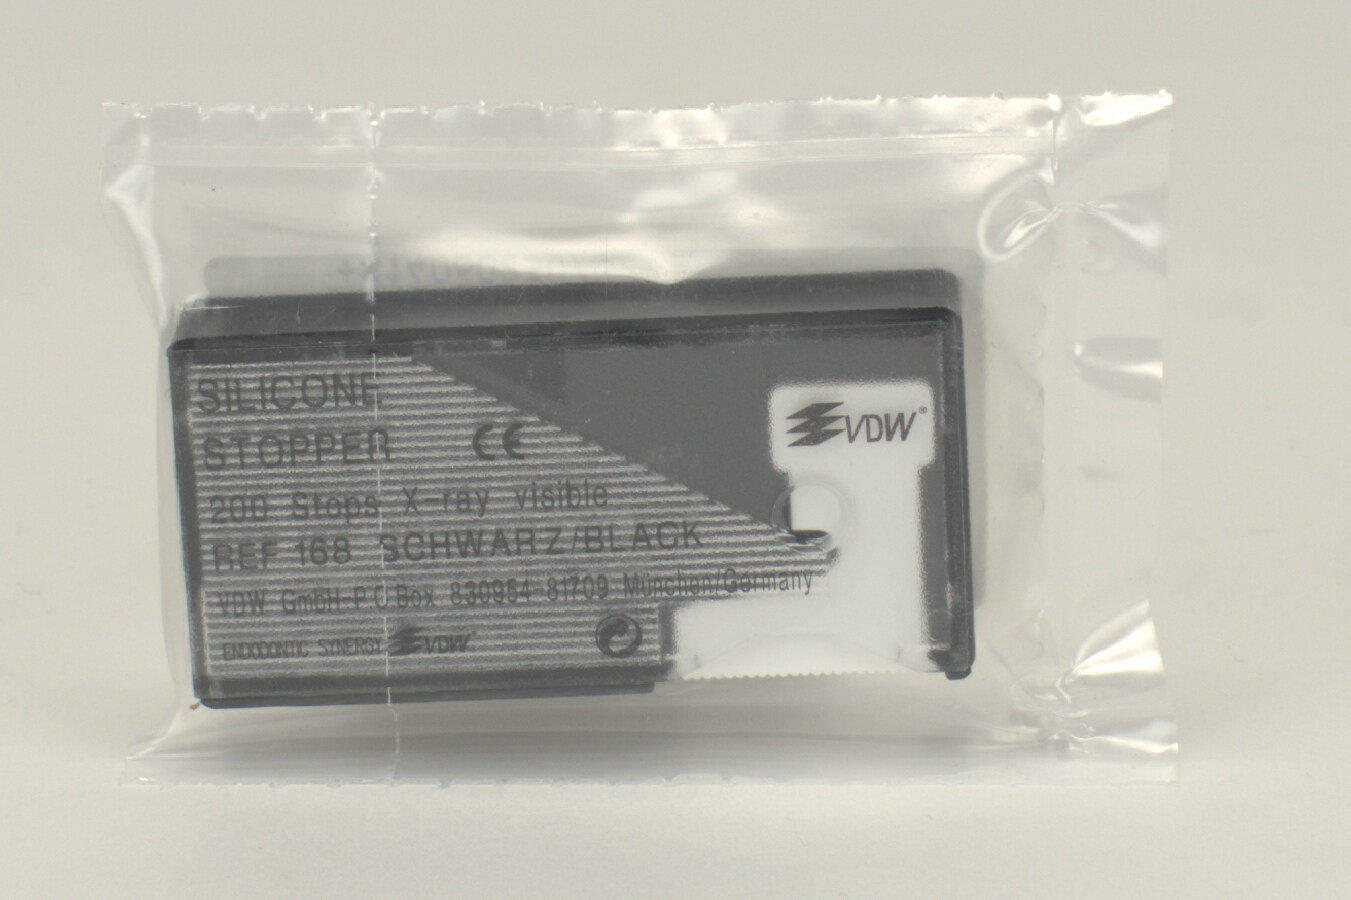 SILICONE
STOPPER CE
200 Stops X-ray visible
REF 168 SCHWARZ/BLACK
VDW GmbH P.O.Box 830954-81709 München/Germany
ENDODONTIC SYNERGY VDW®
VDW®